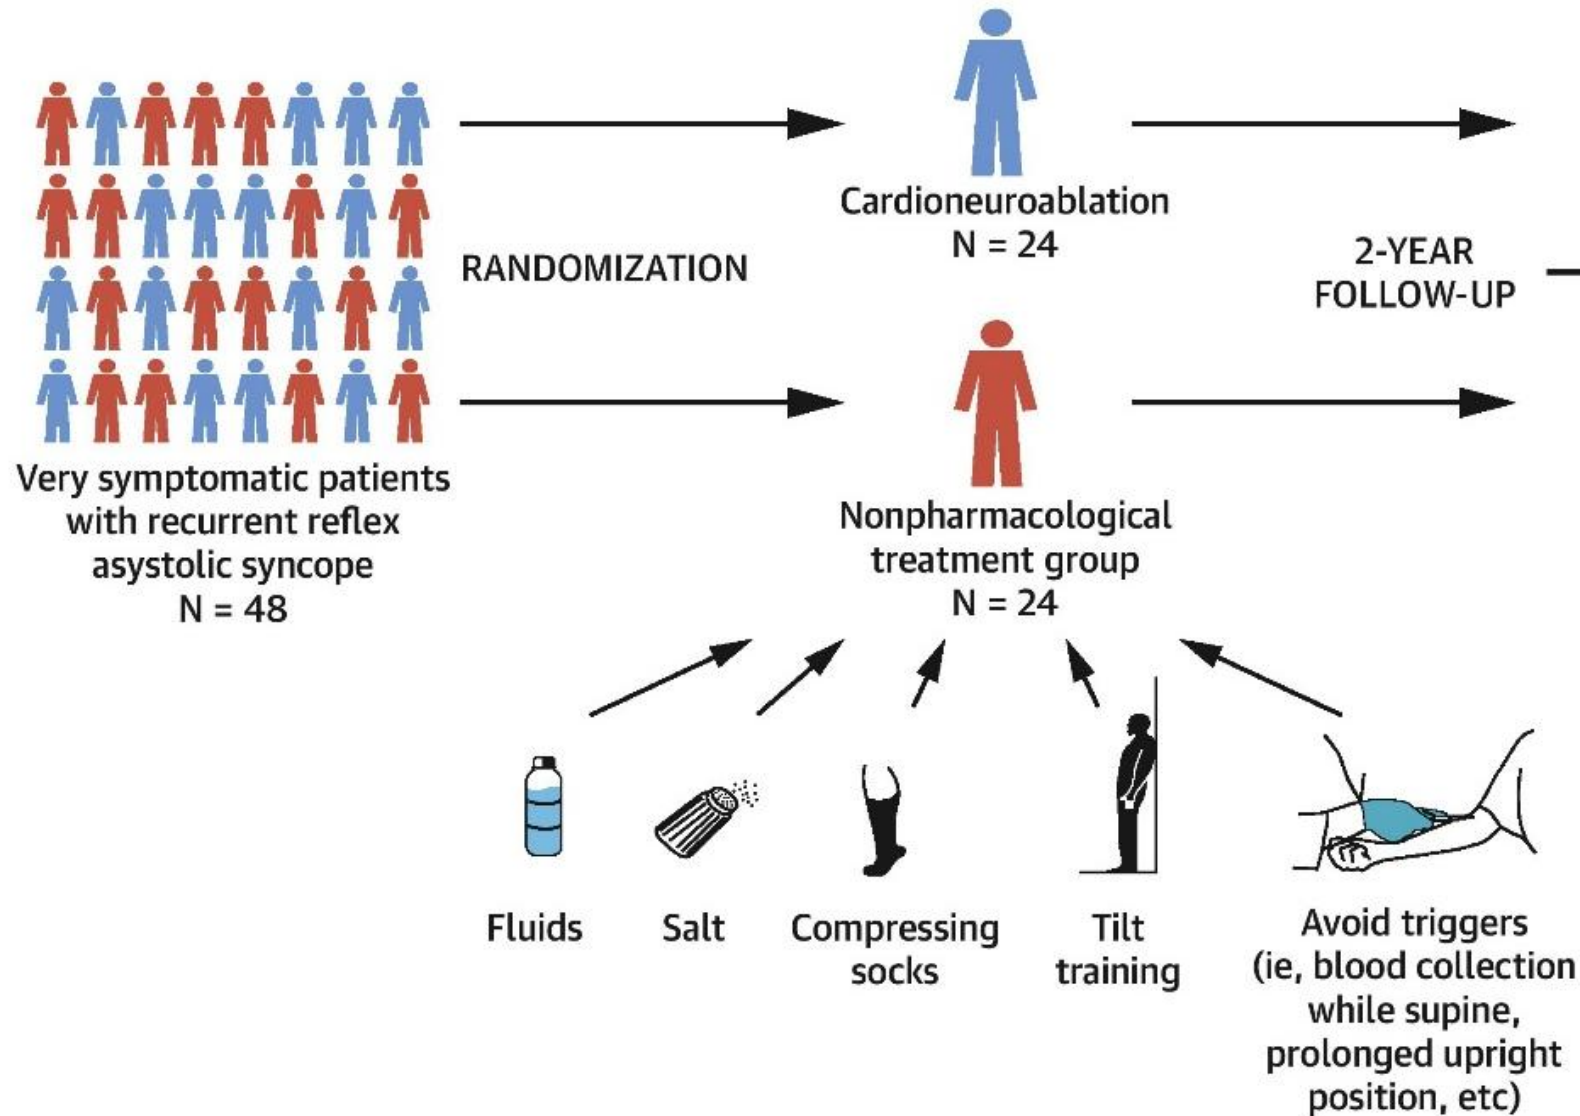 Very symptomatic patients
with recurrent reflex
asystolic syncope
N = 48
RANDOMIZATION
Cardioneuroablation
N = 24
2-YEAR
FOLLOW-UP
Nonpharmacological
treatment group
N = 24
Fluids
Salt
Compressing
socks
Tilt
training
Avoid triggers
(ie, blood collection
while supine,
prolonged upright
position, etc)